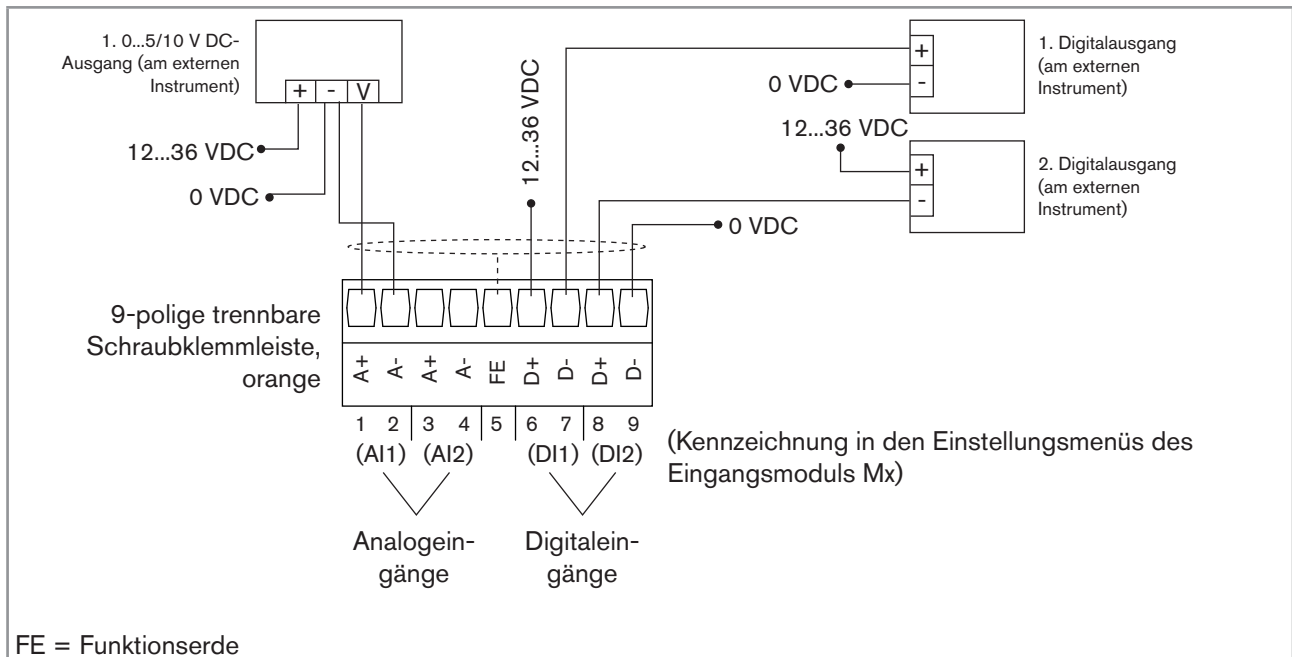 1. 0...5/10 V DC-
Ausgang (am externen
Instrument)
+ - V
12...36 VDC
0 VDC
12...36 VDC
+
-
1. Digitalausgang
(am externen
Instrument)
0 VDC
12...36 VDC
+
-
2. Digitalausgang
(am externen
Instrument)
0 VDC
9-polige trennbare
Schraubklemmleiste,
orange
A+ A- A+ A- FE D+ D- D+ D-
1 2 3 4 5 6 7 8 9
(AI1) (AI2) (DI1) (DI2)
(Kennzeichnung in den Einstellungsmenüs des
Eingangsmoduls Mx)
Analogein-
gänge
Digitalein-
gänge
FE = Funktionserde